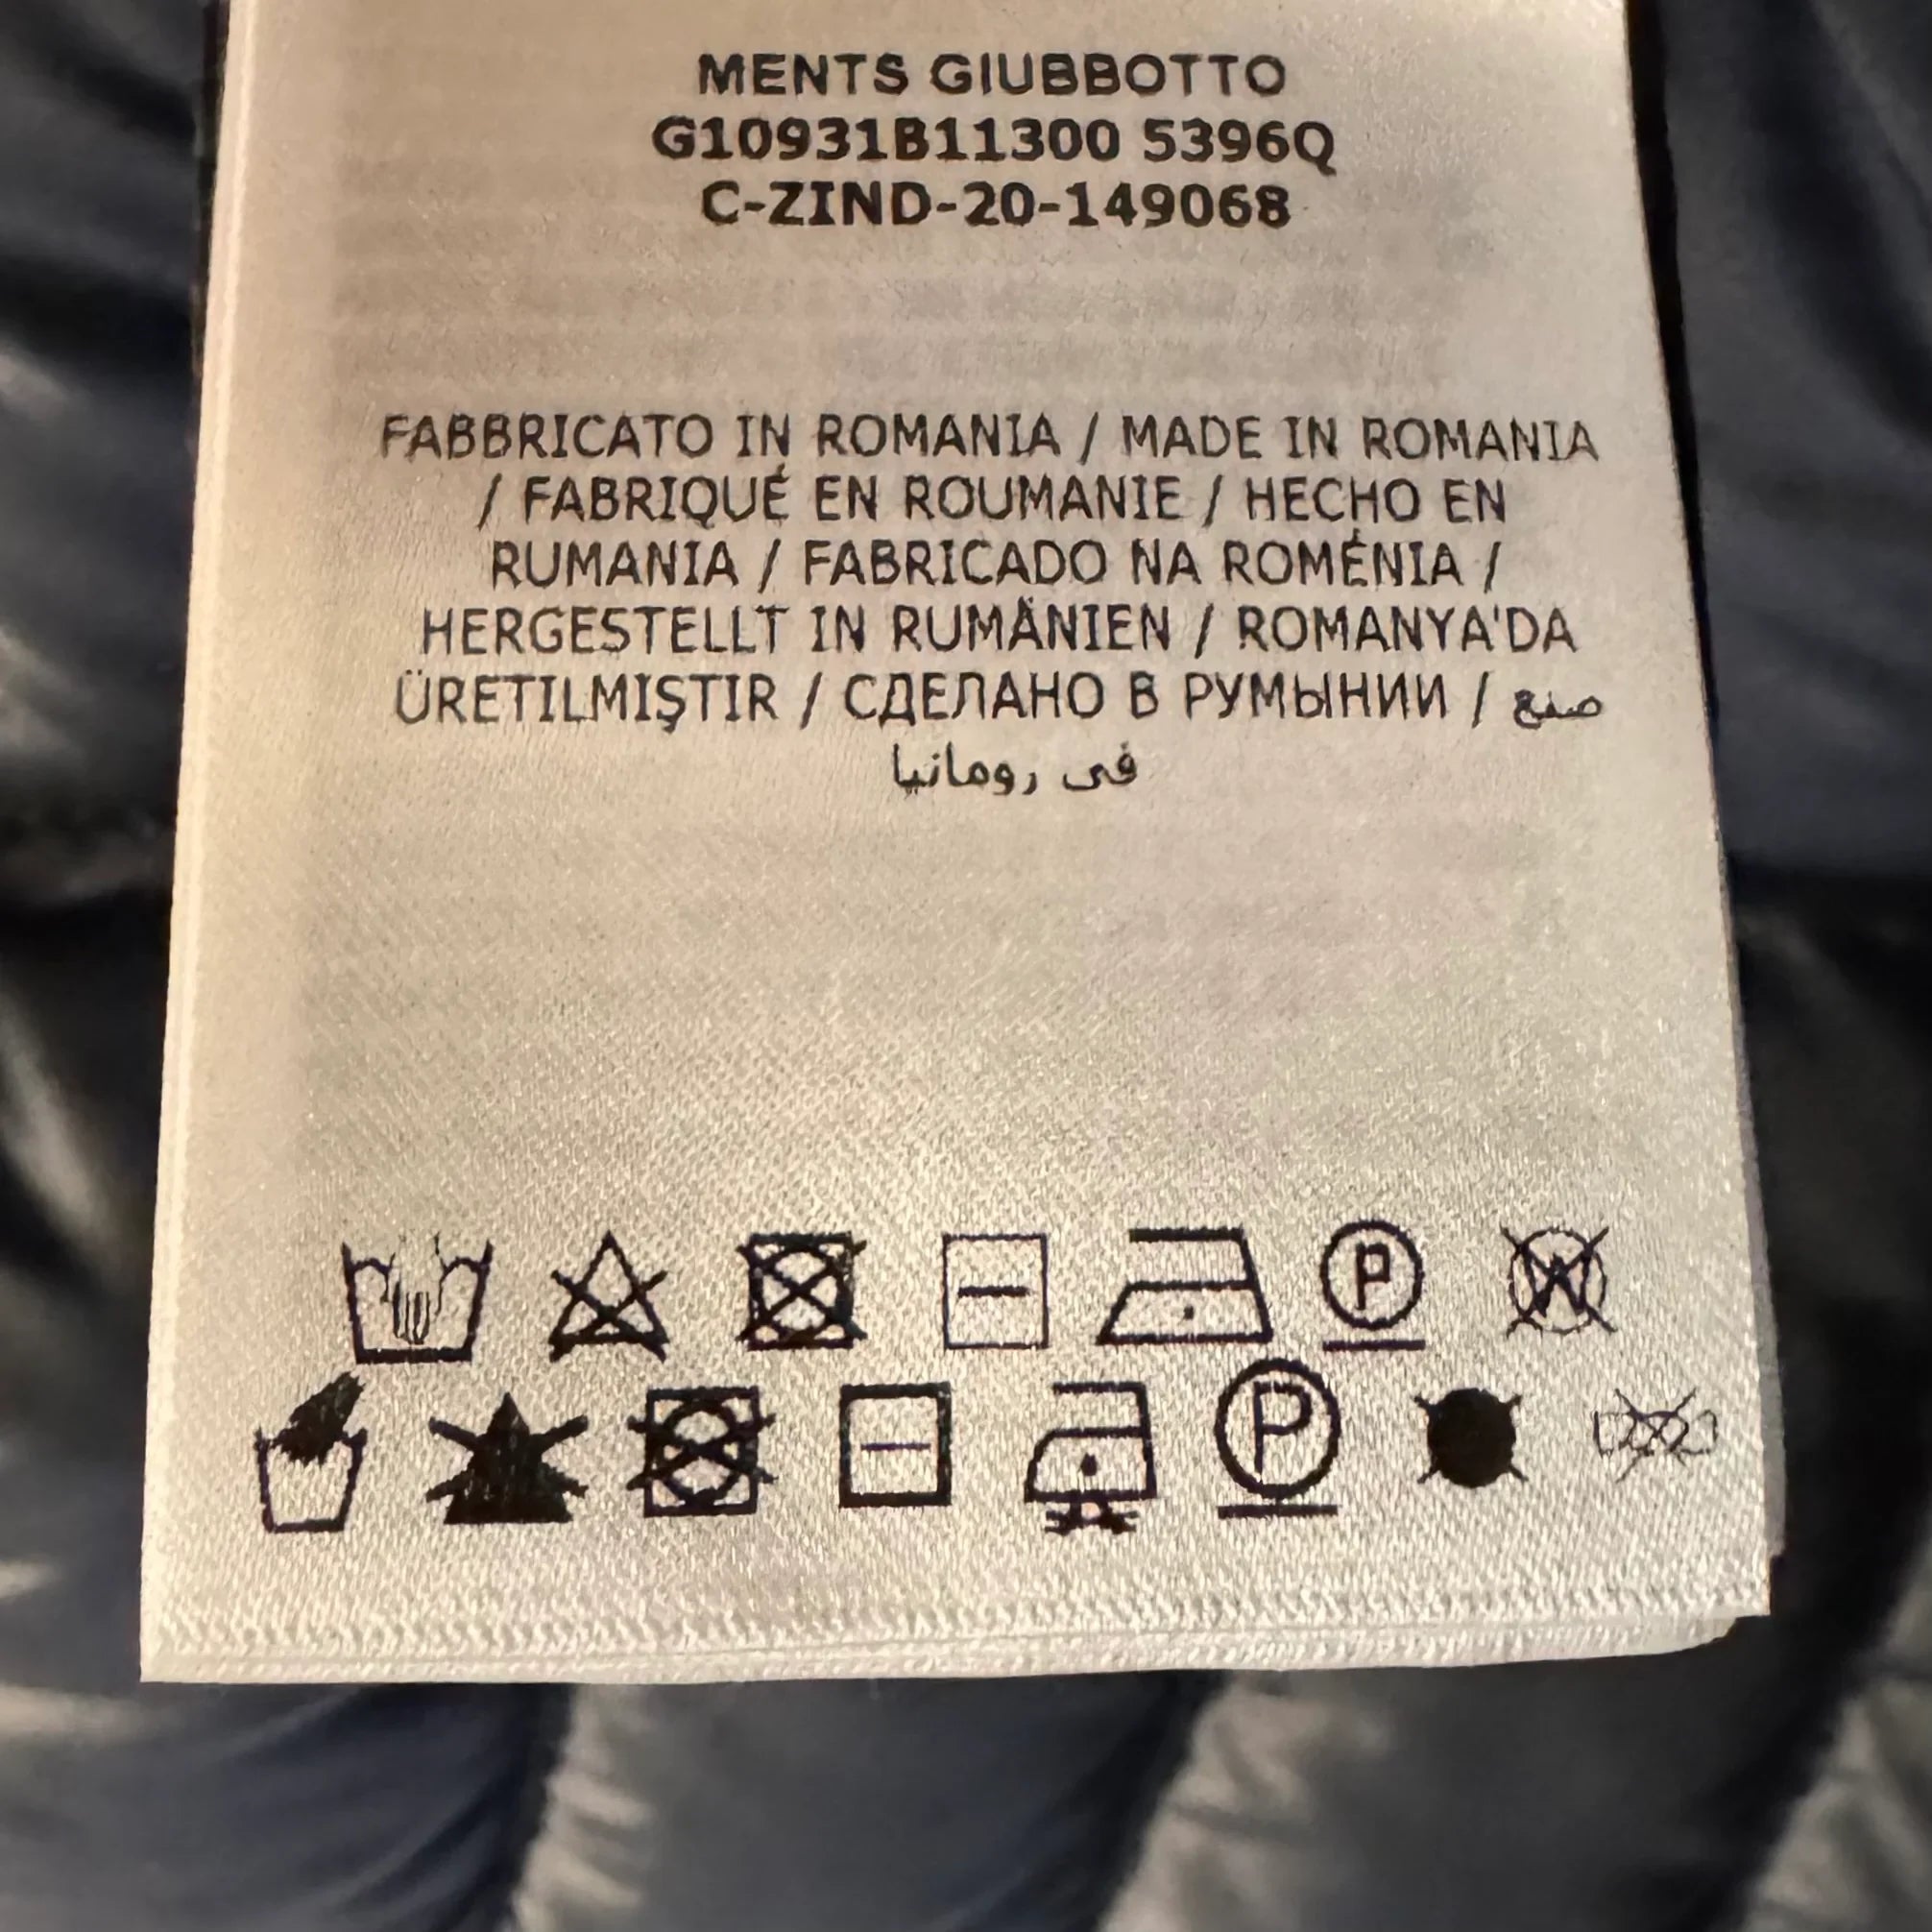 MENTS GIUBBOTTO
G10931B11300 5396Q
C-ZIND-20-149068
FABBRICATO IN ROMANIA / MADE IN ROMANIA
/ FABRIQUÉ EN ROUMANIE / HECHO EN
RUMANIA / FABRICADO NA ROMÉNIA /
HERGESTELLT IN RUMÄNIEN / ROMANYA'DA
ÜRETILMIŞTIR / СДЕЛАНО В РУМЫНИИ / صنع
فى رومانيا
P W
P